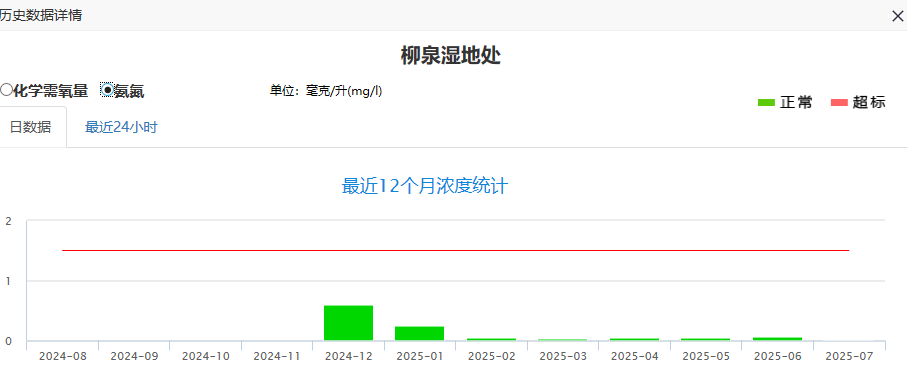 历史数据详情
柳泉湿地处
化学需氧量 氨氮 单位：毫克/升(mg/l)
正常 超标
日数据 最近24小时
最近12个月浓度统计
2
1
0
2024-08 2024-09 2024-10 2024-11 2024-12 2025-01 2025-02 2025-03 2025-04 2025-05 2025-06 2025-07